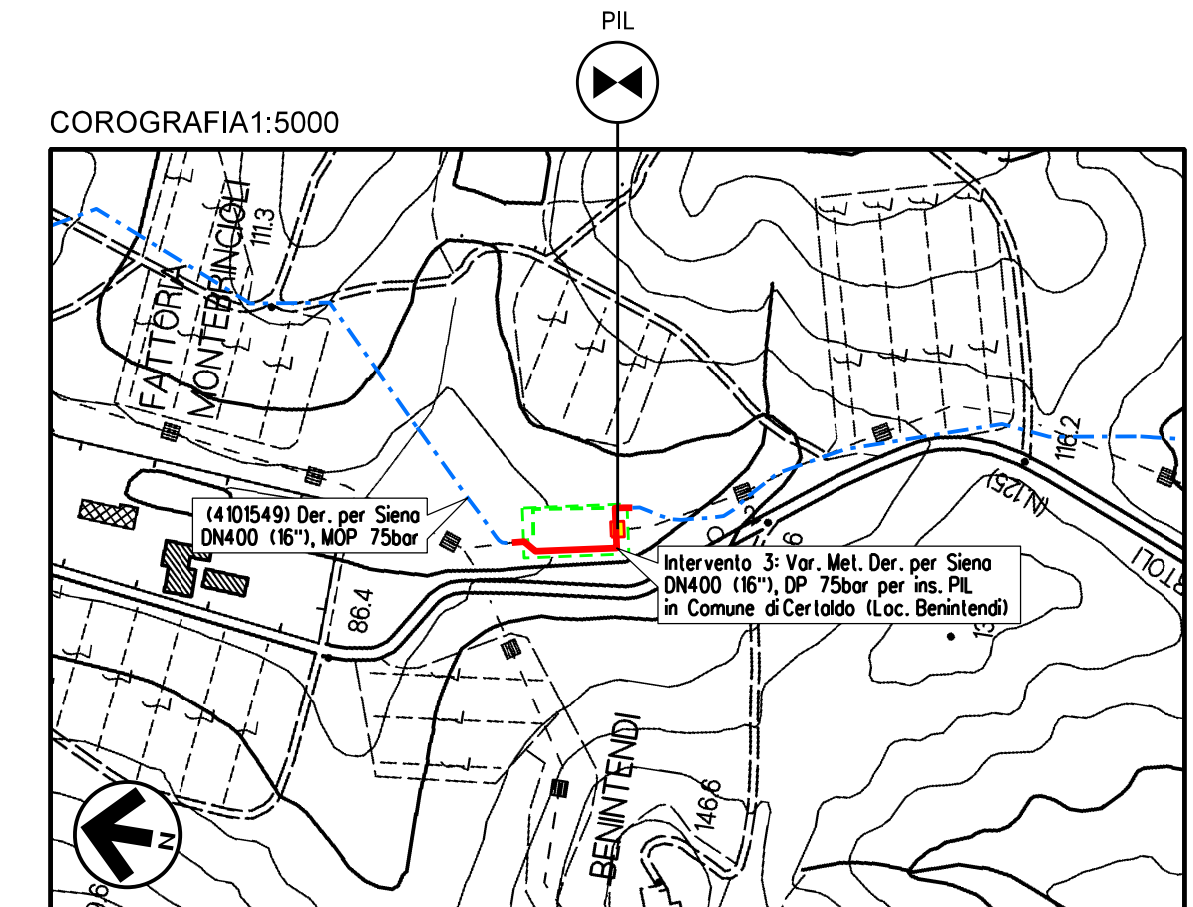 PIL
COROGRAFIA1:5000
FATTORIA
MONTEBRINCIOLI
111.3
116.2
(N.125)
(4101549) Der. per Siena
DN400 (16"), MOP 75bar
Intervento 3: Var. Met. Der. per Siena
DN400 (16"), DP 75bar per ins. PIL
in Comune di Certaldo (Loc. Benintendi)
86.4
BENINTENDI
146.6
N